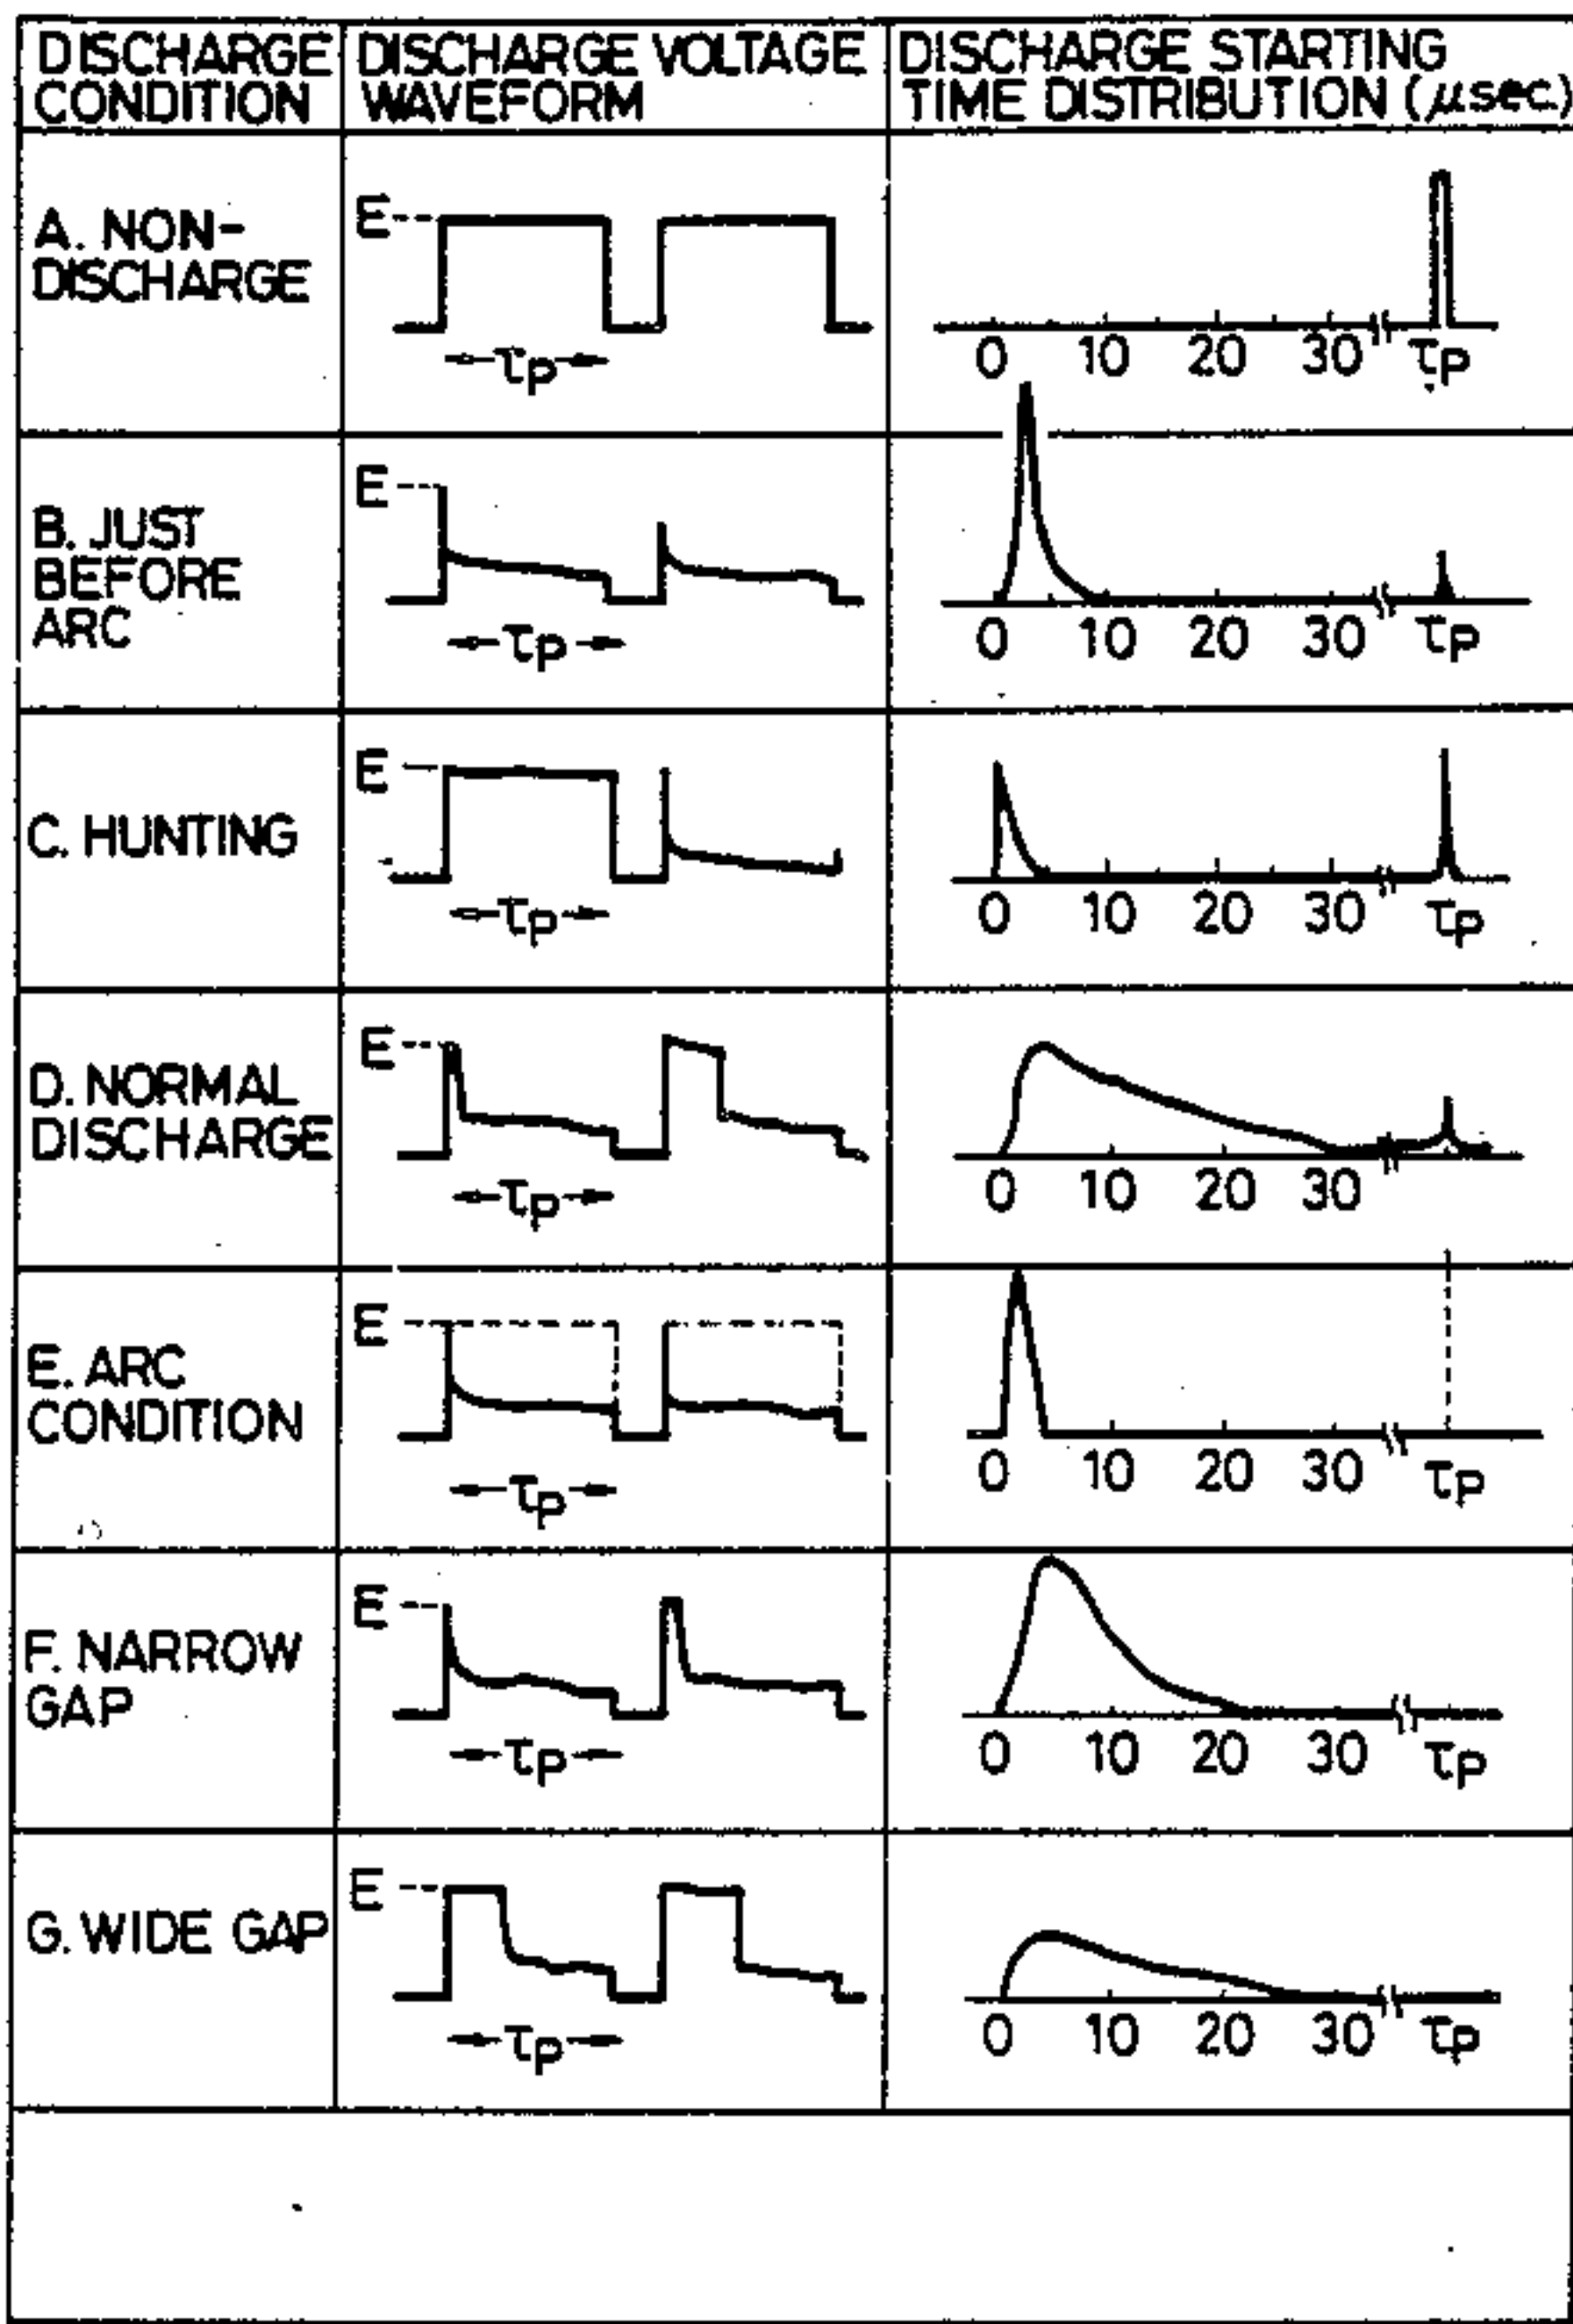 DISCHARGE CONDITION
DISCHARGE VOLTAGE WAVEFORM
DISCHARGE STARTING TIME DISTRIBUTION (μsec)
A. NON-
DISCHARGE
E
τp
0 10 20 30 τp
B. JUST
BEFORE
ARC
E
τp
0 10 20 30 τp
C. HUNTING
E
τp
0 10 20 30 τp
D. NORMAL
DISCHARGE
E
τp
0 10 20 30
E. ARC
CONDITION
E
τp
0 10 20 30 τp
F. NARROW
GAP
E
τp
0 10 20 30 τp
G. WIDE GAP
E
τp
0 10 20 30 τp